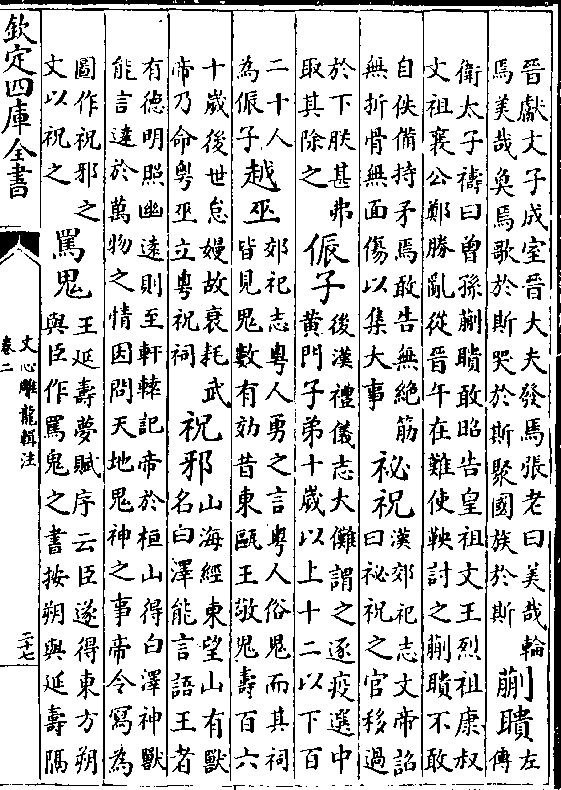 晉獻文子成室晉大夫發焉張老曰美哉輪
焉美哉奐焉歌於斯哭於斯聚國族於斯
蒯聵
左
傳
衛太子禱曰曾孫蒯聵敢昭告皇祖文王烈祖康叔
文祖襄公鄭勝亂從晉午在難使鞅討之蒯聵不敢
自佚備持矛焉敢告無絕筋
無折骨無面傷以集大事
祕祝
漢郊祀志文帝詔
曰祕祝之官移過
於下朕甚弗
取其除之
侲子
後漢禮儀志大儺謂之逐疫選中
黃門子弟十歲以上十二以下百
二十人
為侲子
越巫
郊祀志粵人勇之言粵人俗鬼而其祠
皆見鬼數有効昔東甌王敬鬼壽百六
十歲後世怠嫚故衰耗武
帝乃命粵巫立粵祝祠
祝邪
山海經東望山有獸
名白澤能言語王者
有德明照幽遠則至軒轅記帝於桓山得白澤神獸
能言達於萬物之情因問天地鬼神之事帝令寫為
圖作祝邪之
文以祝之
罵鬼
王延壽夢賦序云臣遂得東方朔
與臣作罵鬼之書按朔與延壽隔
欽定四庫全書
文心雕龍輯注
卷二
二十七